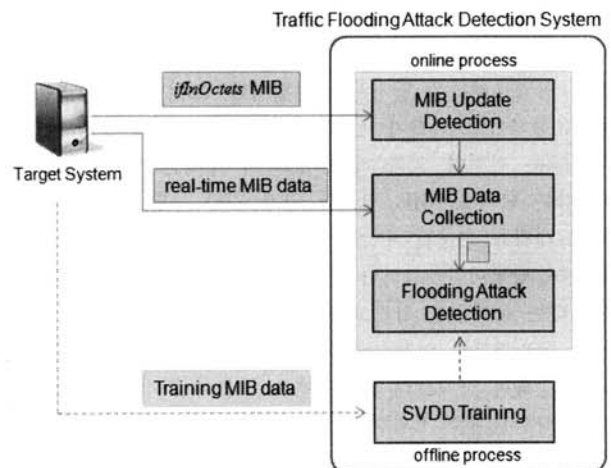 Traffic Flooding Attack Detection System
online process
ifInOctets MIB
MIB Update
Detection
Target System
real-time MIB data
MIB Data
Collection
Flooding Attack
Detection
Training MIB data
SVDD Training
offline process